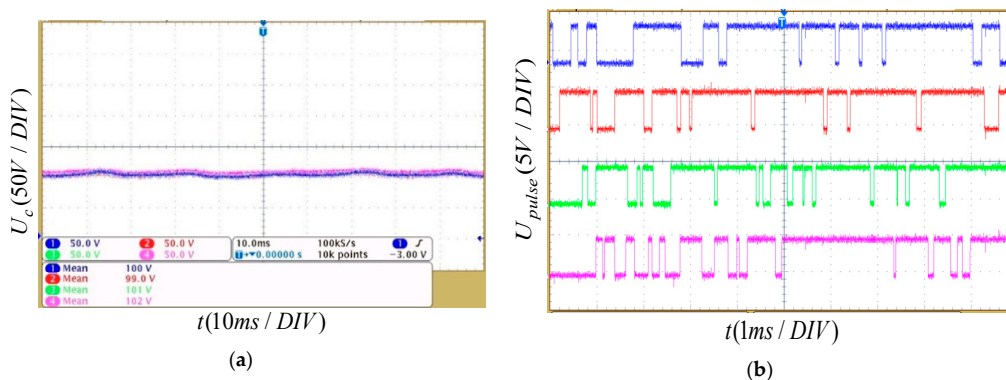 U_c (50V / DIV)
T
1 50.0 V 2 50.0 V
3 50.0 V 4 50.0 V
10.0ms 100kS/s 1 ∫
T→▼0.00000 s 10k points −3.00 V
1 Mean 100 V
2 Mean 99.0 V
3 Mean 101 V
4 Mean 102 V
t(10ms / DIV)
(a)
U_pulse (5V / DIV)
T
t(1ms / DIV)
(b)